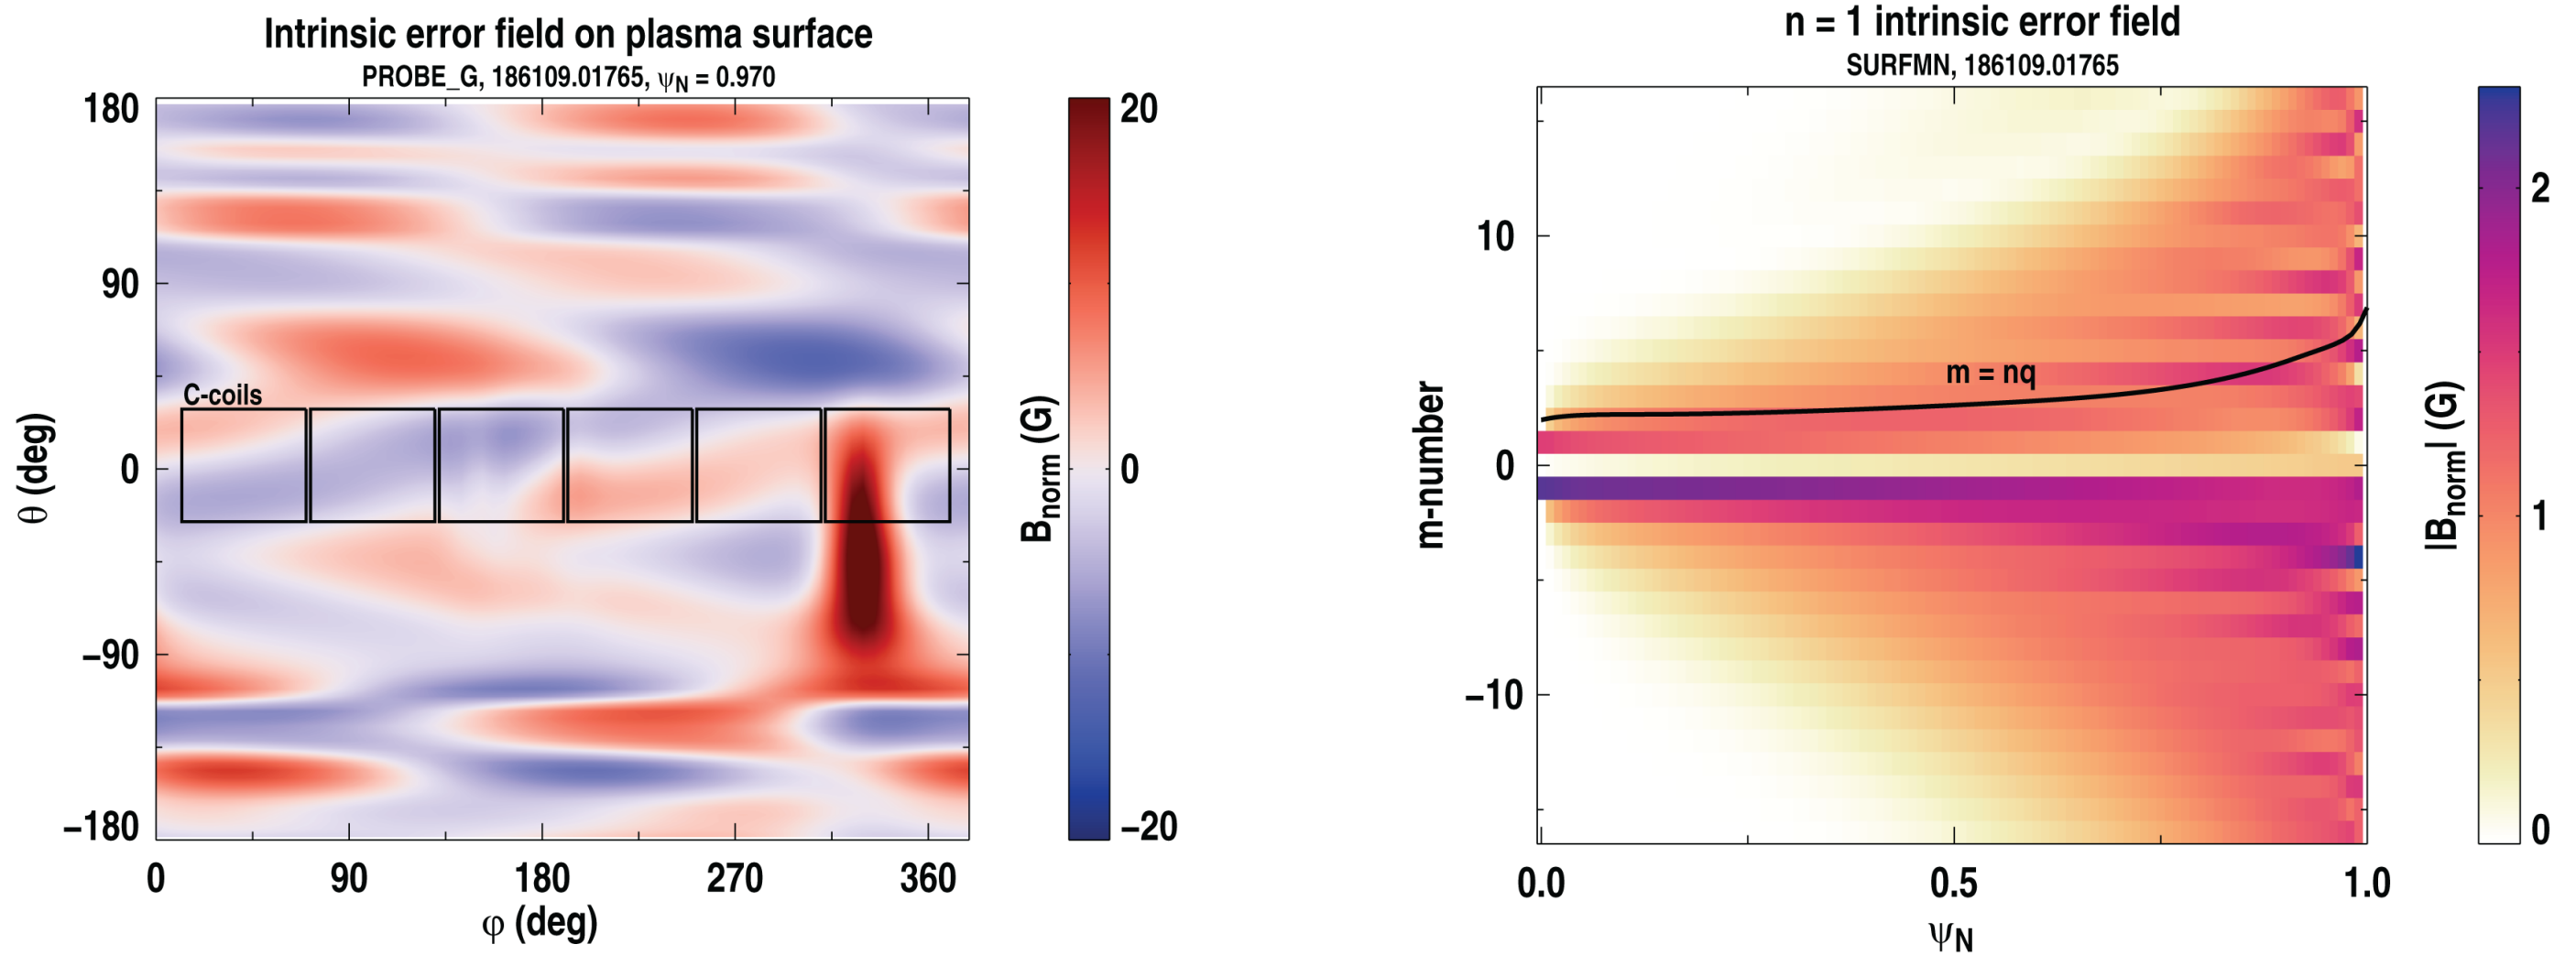 Intrinsic error field on plasma surface
PROBE_G, 186109.01765, ψN = 0.970
180
90
0
−90
−180
θ (deg)
C-coils
0 90 180 270 360
φ (deg)
20
0
−20
Bnorm (G)
n = 1 intrinsic error field
SURFMN, 186109.01765
10
0
−10
m-number
m = nq
0.0 0.5 1.0
ψN
2
1
0
|Bnorm| (G)